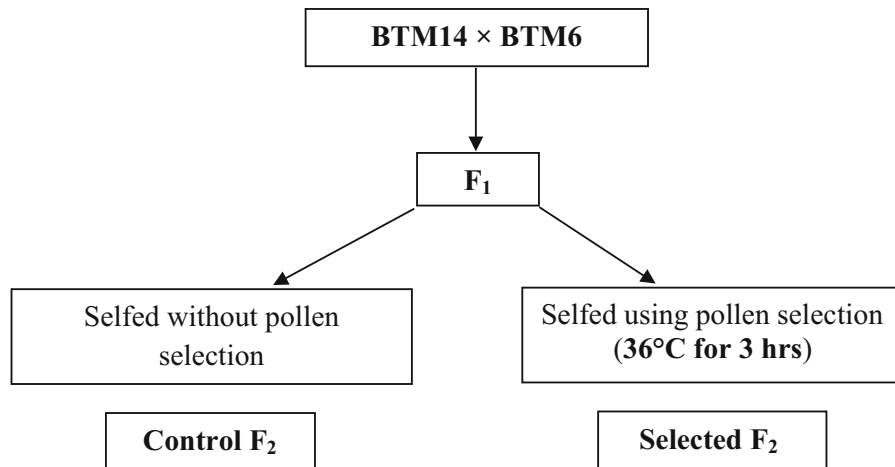 BTM14 × BTM6
F₁
Selfed without pollen
selection
Selfed using pollen selection
(36°C for 3 hrs)
Control F₂
Selected F₂